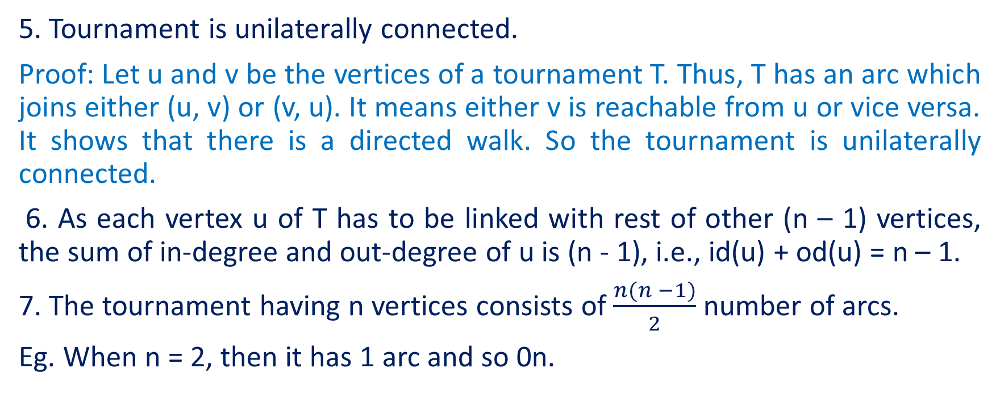 5. Tournament is unilaterally connected.
Proof: Let u and v be the vertices of a tournament T. Thus, T has an arc which
joins either (u, v) or (v, u). It means either v is reachable from u or vice versa.
It shows that there is a directed walk. So the tournament is unilaterally
connected.
6. As each vertex u of T has to be linked with rest of other (n – 1) vertices,
the sum of in-degree and out-degree of u is (n - 1), i.e., id(u) + od(u) = n – 1.
7. The tournament having n vertices consists of n(n −1)/2 number of arcs.
Eg. When n = 2, then it has 1 arc and so 0n.